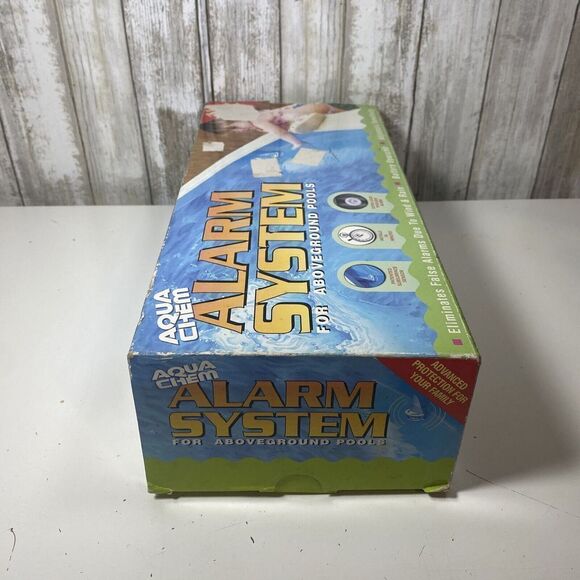 AQUA
CHEM
ALARM
SYSTEM
FOR ABOVEGROUND POOLS
Eliminates False Alarms Due To Wind & Rain
AQUA
CHEM
ALARM
SYSTEM
FOR ABOVEGROUND POOLS
ADVANCED
PROTECTION FOR
YOUR FAMILY